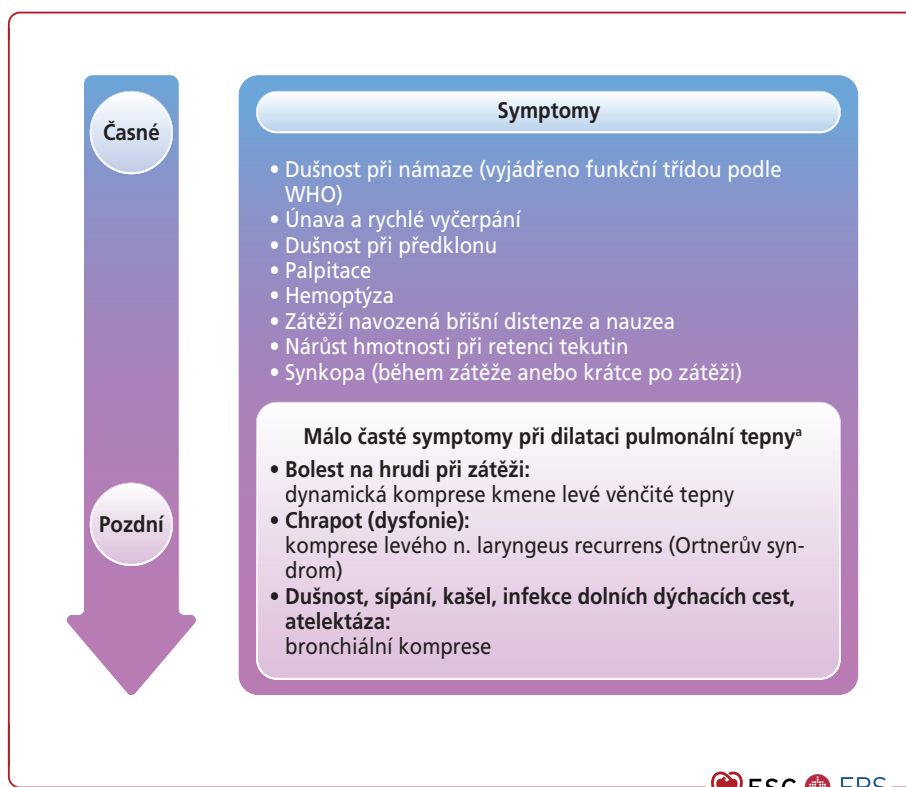 Časné
Symptomy
• Dušnost při námaze (vyjádřeno funkční třídou podle
WHO)
• Únava a rychlé vyčerpání
• Dušnost při předklonu
• Palpitace
• Hemoptýza
• Zátěží navozená břišní distenze a nauzea
• Nárůst hmotnosti při retenci tekutin
• Synkopa (během zátěže anebo krátce po zátěži)
Málo časté symptomy při dilataci pulmonální tepnyᵃ
• Bolest na hrudi při zátěži:
dynamická komprese kmene levé věnčité tepny
Pozdní
• Chrapot (dysfonie):
komprese levého n. laryngeus recurrens (Ortnerův syn-
drom)
• Dušnost, sípání, kašel, infekce dolních dýchacích cest,
atelektáza:
bronchiální komprese
ESC ERS